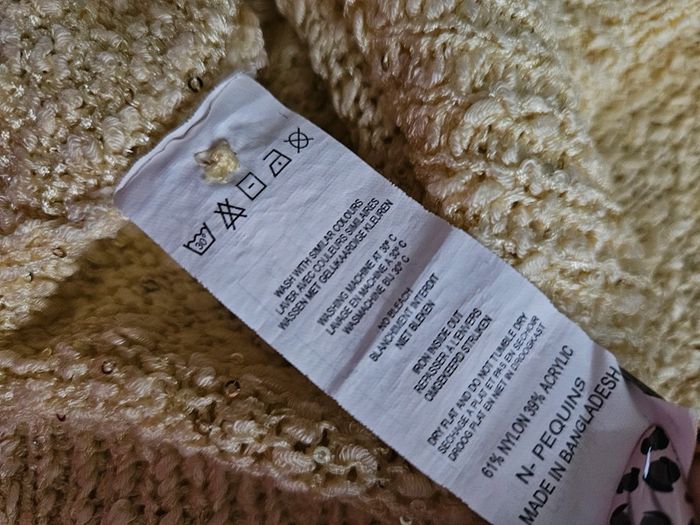 30°
WASH WITH SIMILAR COLOURS
LAVER AVEC COULEURS SIMILAIRES
WASSEN MET GELIJKAARDIGE KLEUREN
WASHING MACHINE AT 30° C
LAVAGE EN MACHINE A 30° C
WASMACHINE BIJ 30° C
NO BLEACH
BLANCHIMENT INTERDIT
NIET BLEKEN
IRON INSIDE OUT
REPASSER A L ENVERS
OMGEKEERD STRIJKEN
DRY FLAT AND DO NOT TUMBLE DRY
SECHAGE A PLAT ET PAS EN SECHOIR
DROOG PLAT EN NIET IN DROOGKAST
61% NYLON 39% ACRYLIC
N- PEQUINS
MADE IN BANGLADESH